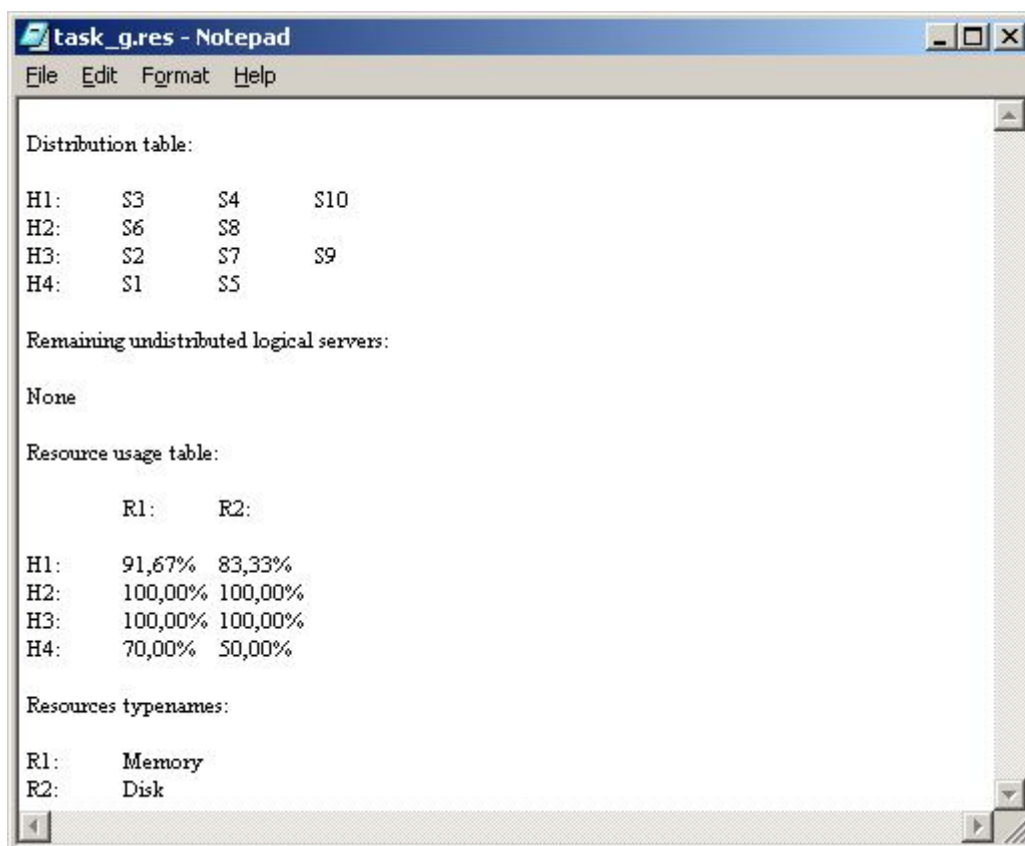 task_g.res - Notepad
File Edit Format Help
Distribution table:
H1: S3 S4 S10
H2: S6 S8
H3: S2 S7 S9
H4: S1 S5
Remaining undistributed logical servers:
None
Resource usage table:
R1: R2:
H1: 91,67% 83,33%
H2: 100,00% 100,00%
H3: 100,00% 100,00%
H4: 70,00% 50,00%
Resources typenames:
R1: Memory
R2: Disk